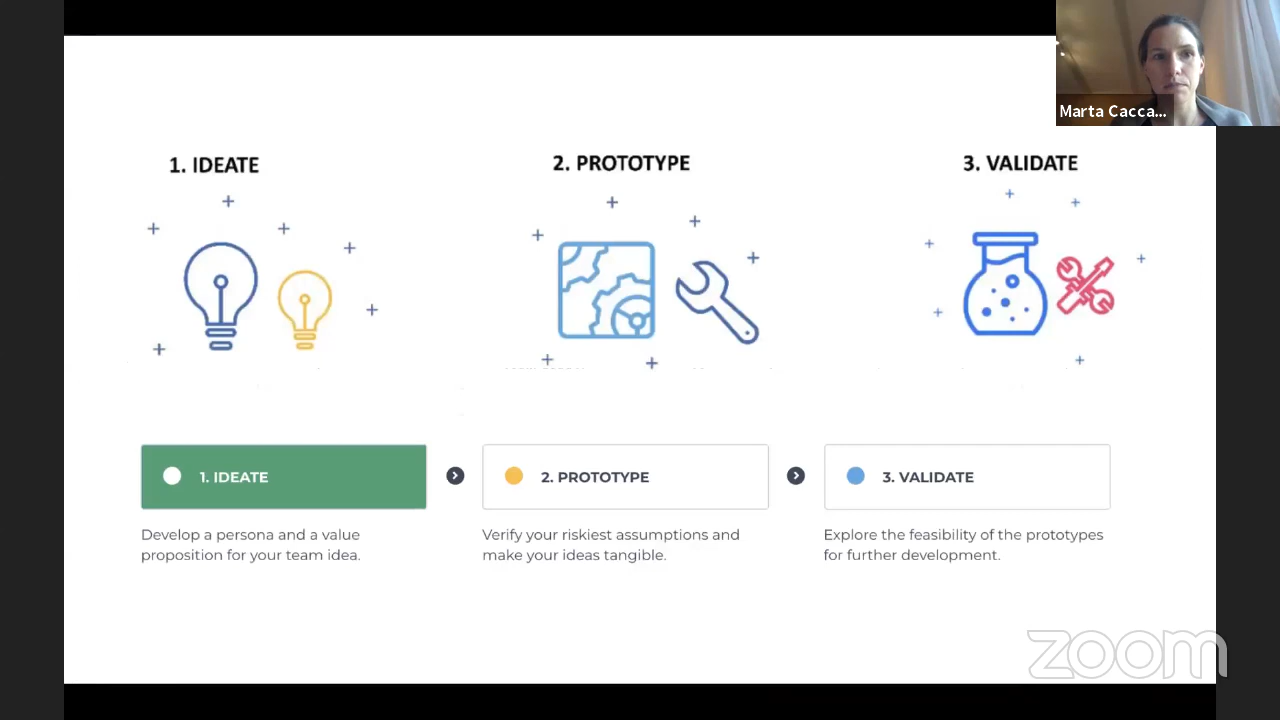 Marta Cacca...
1. IDEATE
2. PROTOTYPE
3. VALIDATE
1. IDEATE
2. PROTOTYPE
3. VALIDATE
Develop a persona and a value
proposition for your team idea.
Verify your riskiest assumptions and
make your ideas tangible.
Explore the feasibility of the prototypes
for further development.
zoom